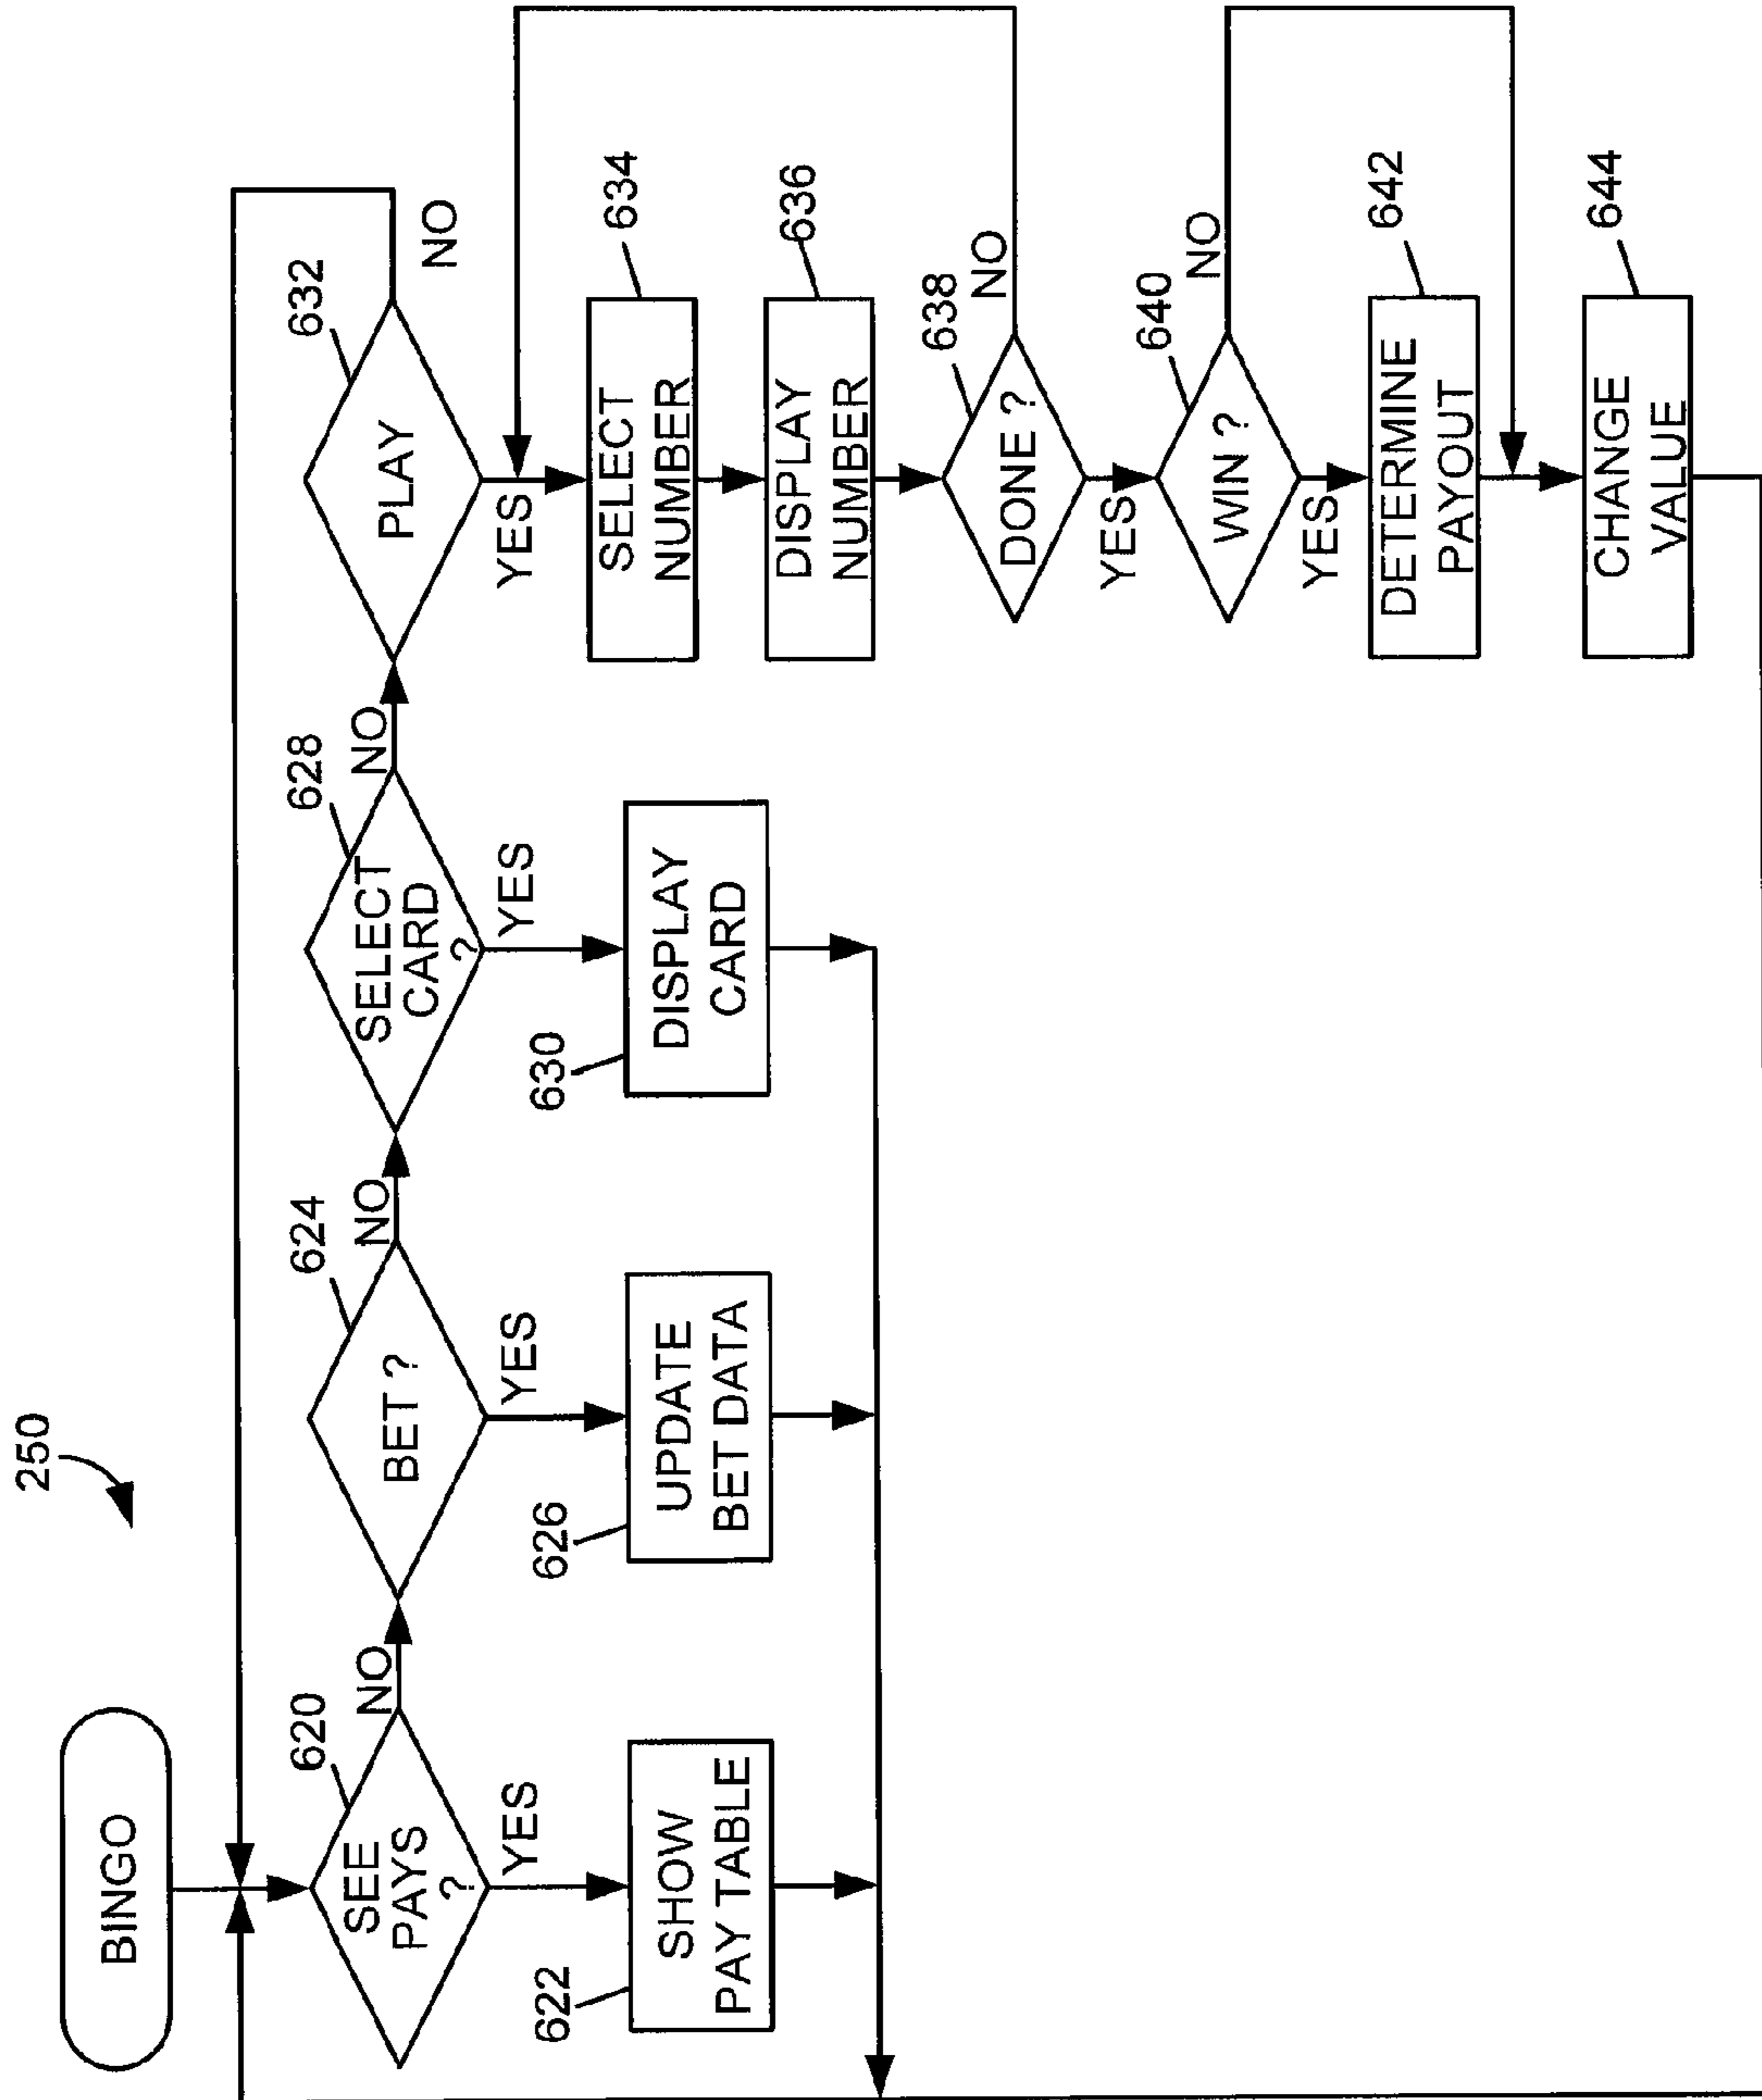 250
BINGO
620
SEE
PAYS
?
NO
YES
622
SHOW
PAY TABLE
624
BET ?
NO
YES
626
UPDATE
BET DATA
628
SELECT
CARD
?
NO
YES
630
DISPLAY
CARD
632
PLAY
NO
YES
634
SELECT
NUMBER
636
DISPLAY
NUMBER
638
DONE ?
NO
YES
640
WIN ?
NO
YES
642
DETERMINE
PAYOUT
644
CHANGE
VALUE